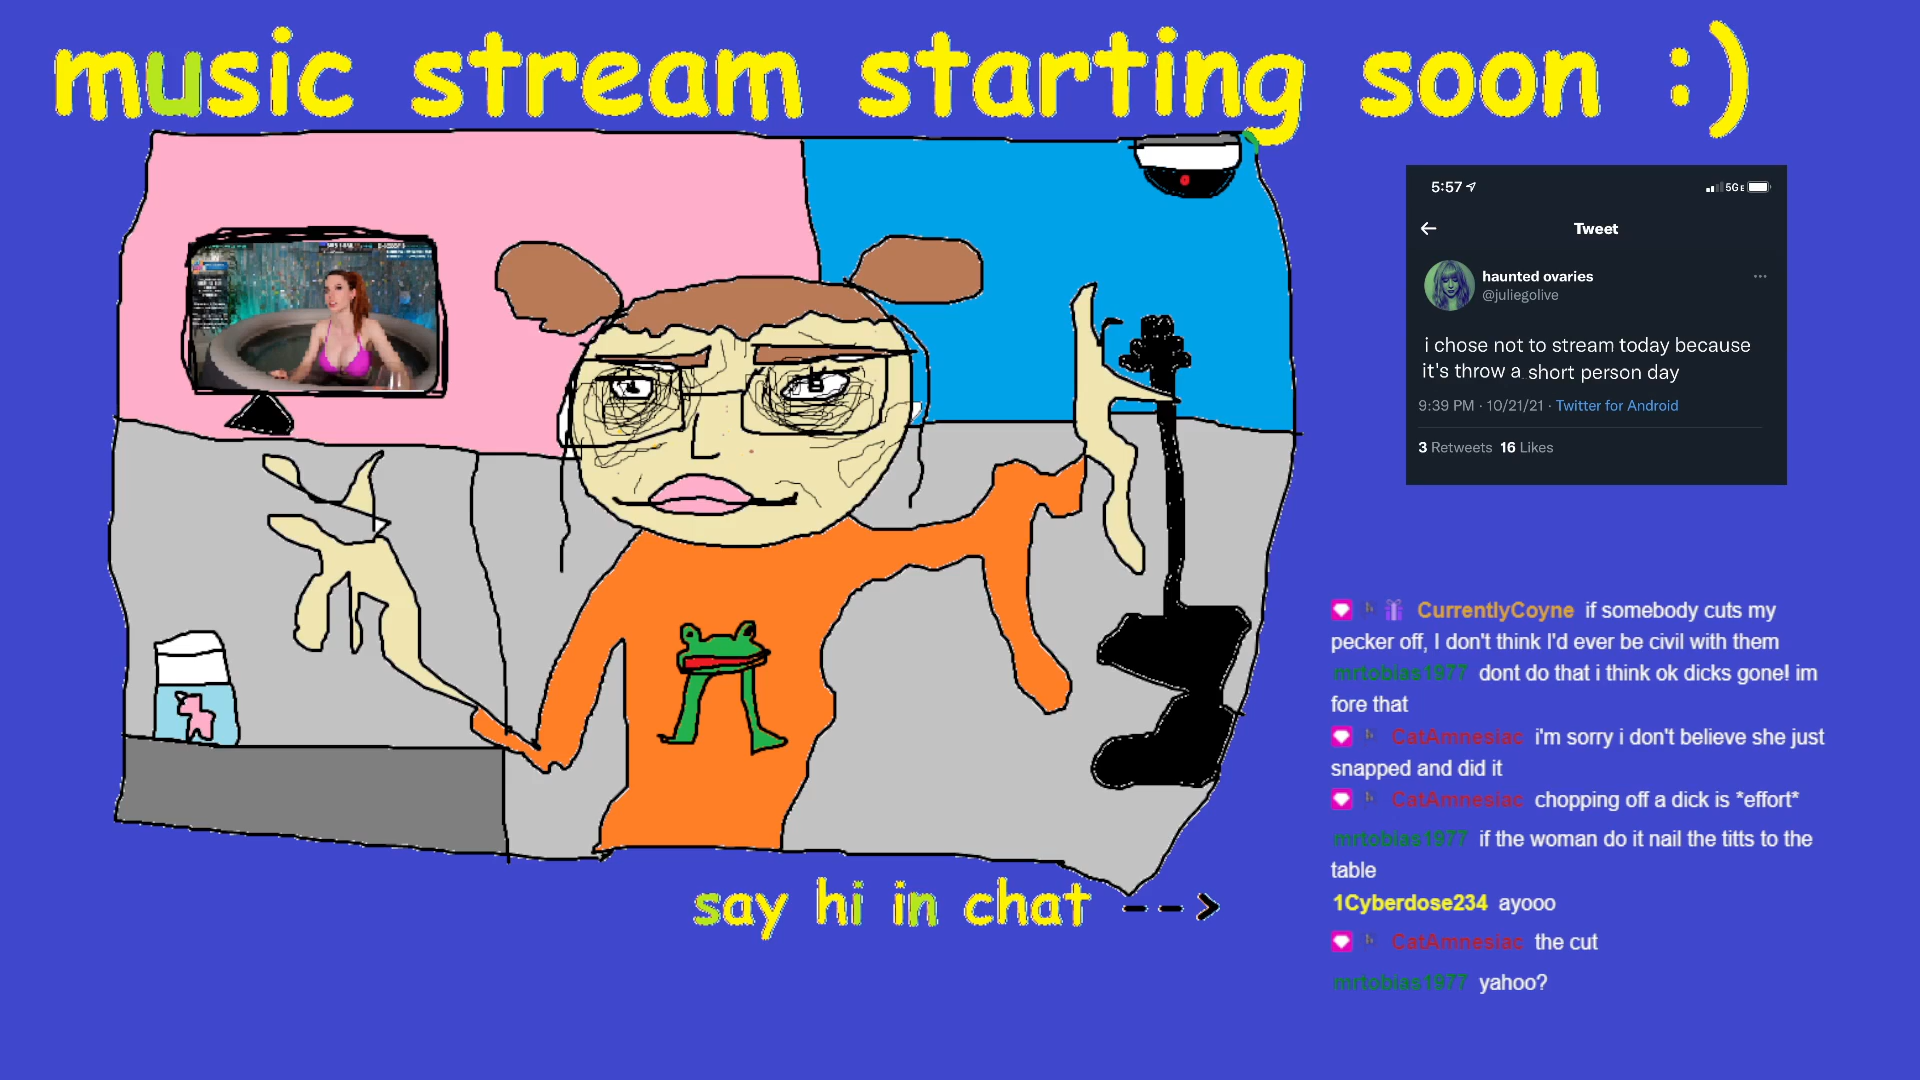 music stream starting soon :)
5:57
5GE
Tweet
haunted ovaries
@juliegolive
i chose not to stream today because
it's throw a short person day
9:39 PM · 10/21/21 · Twitter for Android
3 Retweets 16 Likes
CurrentlyCoyne if somebody cuts my
pecker off, I don't think I'd ever be civil with them
mrtobias1977 dont do that i think ok dicks gone! im
fore that
CatAmnesiac i'm sorry i don't believe she just
snapped and did it
CatAmnesiac chopping off a dick is *effort*
mrtobias1977 if the woman do it nail the titts to the
table
1Cyberdose234 ayooo
CatAmnesiac the cut
mrtobias1977 yahoo?
say hi in chat -->